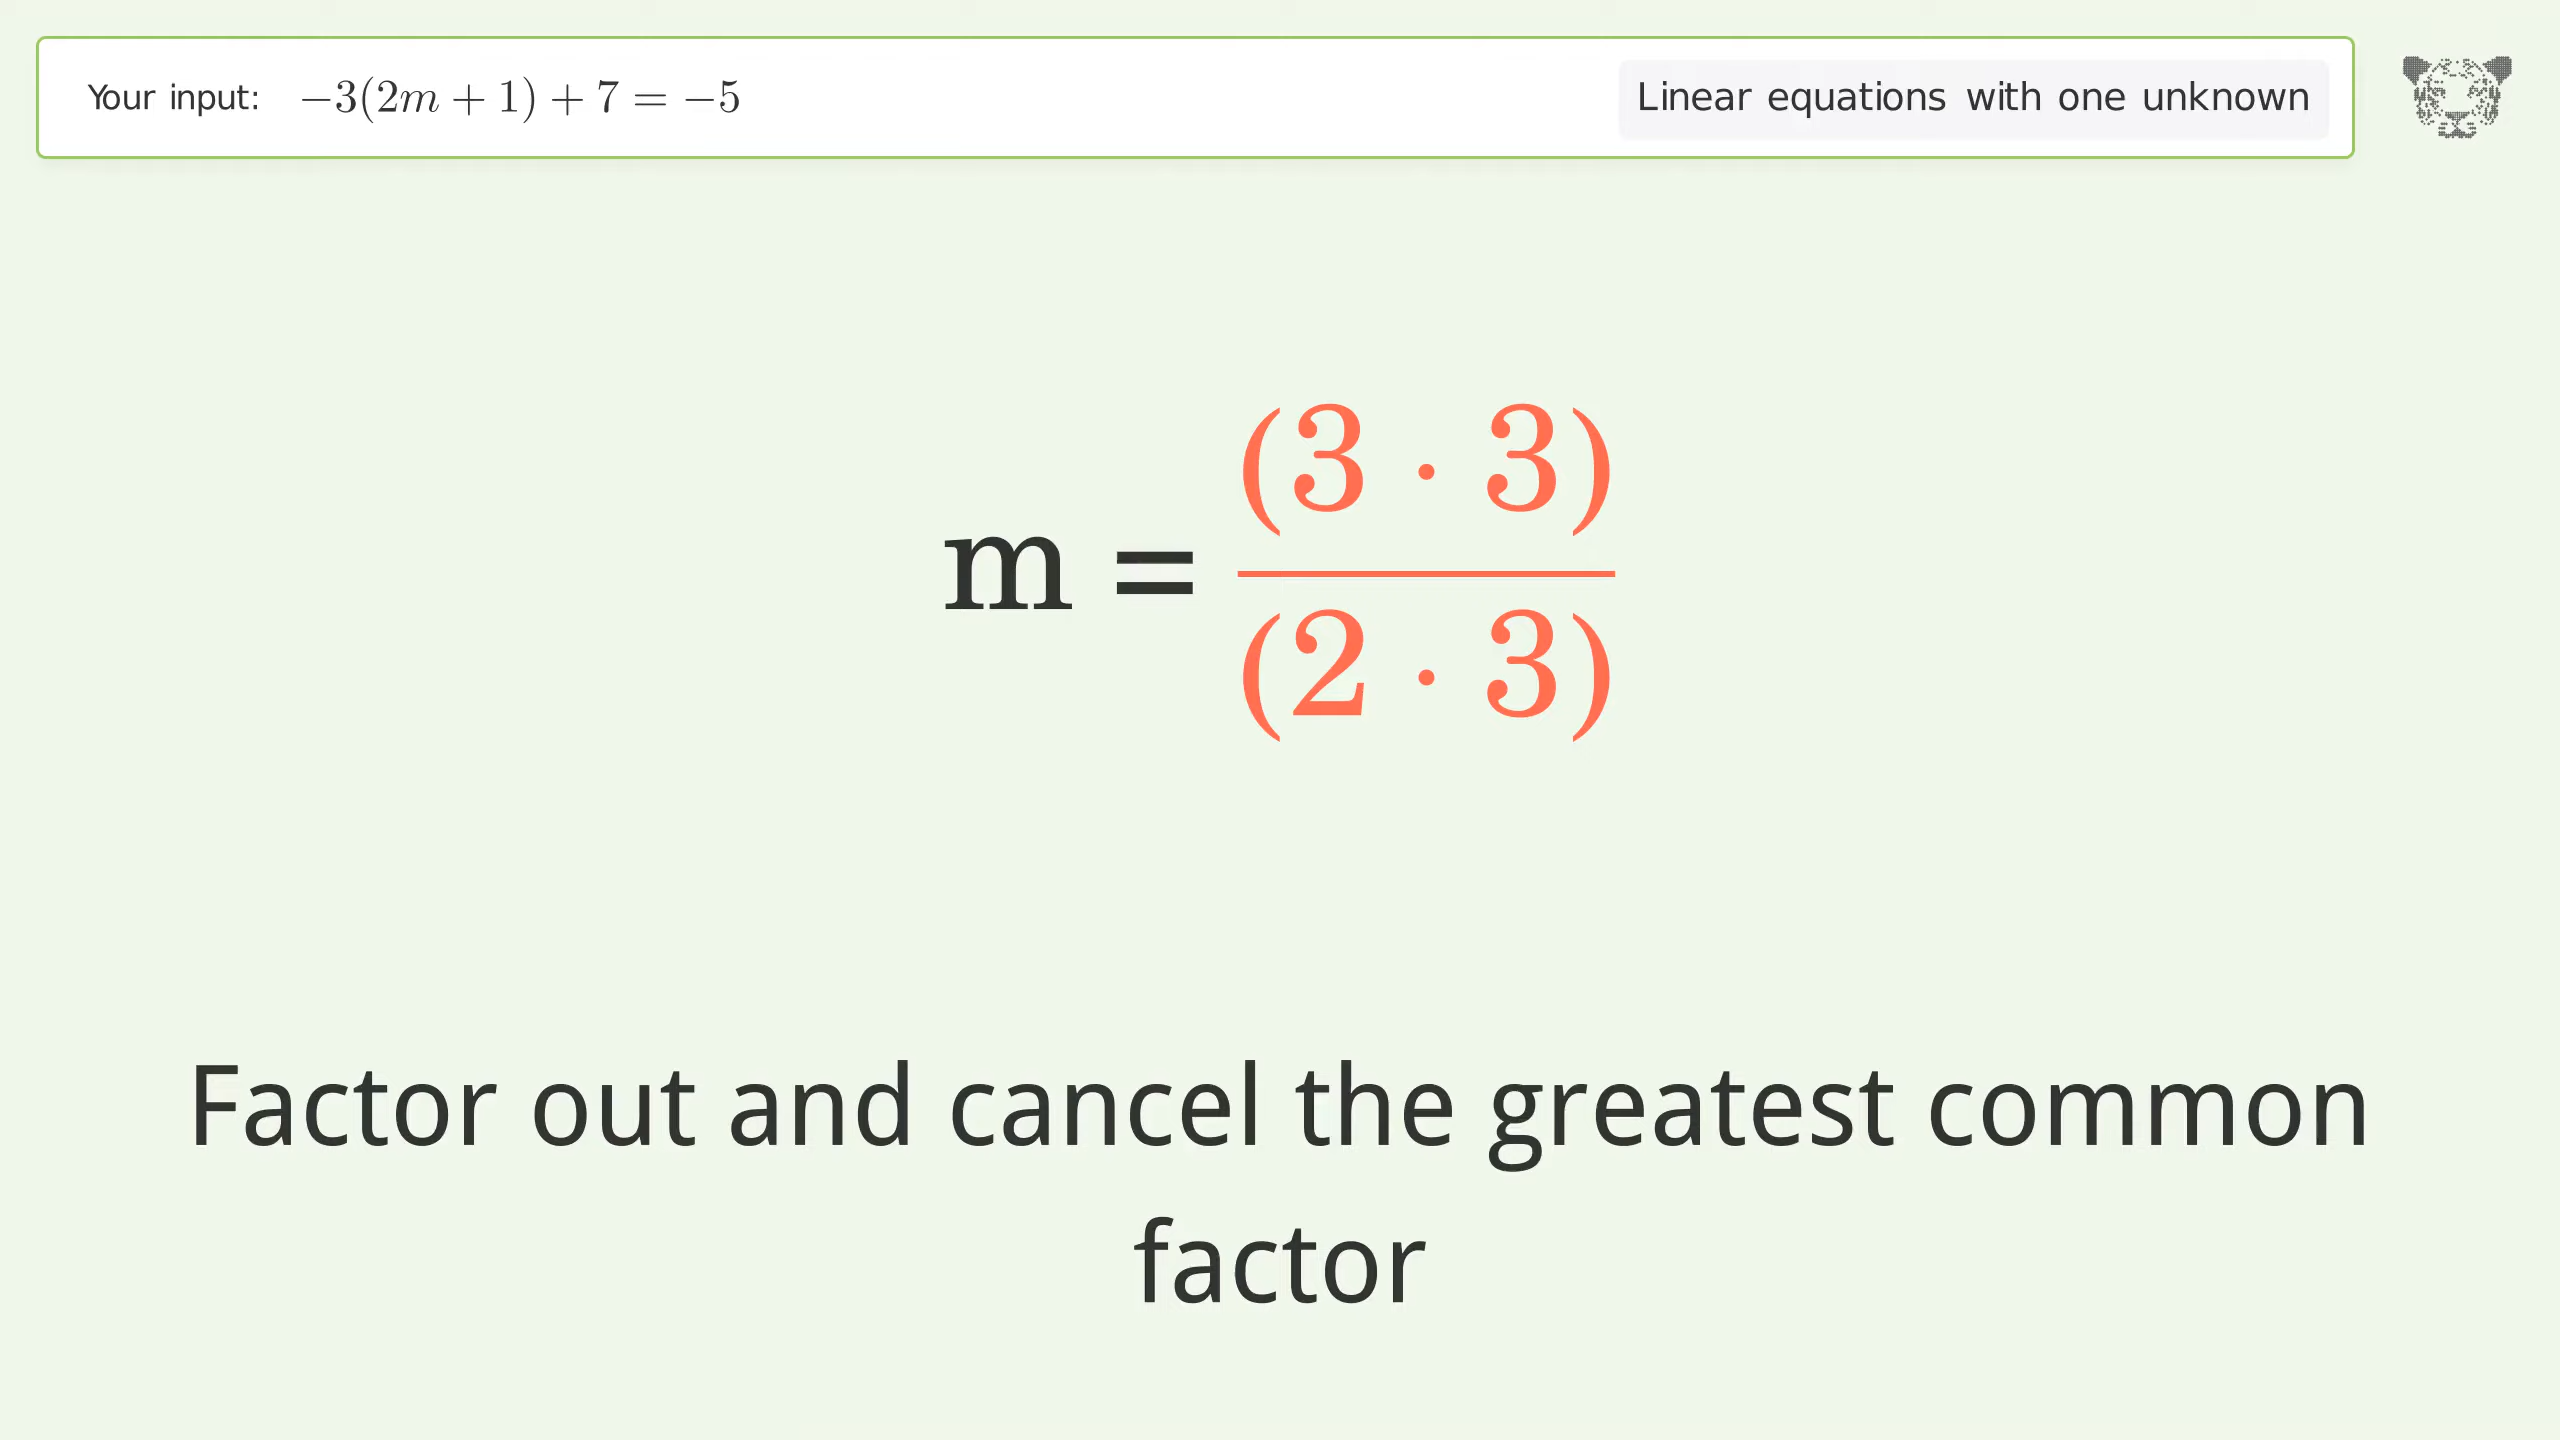 Your input: −3(2m + 1) + 7 = −5 Linear equations with one unknown
m = (3 · 3) / (2 · 3)
Factor out and cancel the greatest common
factor